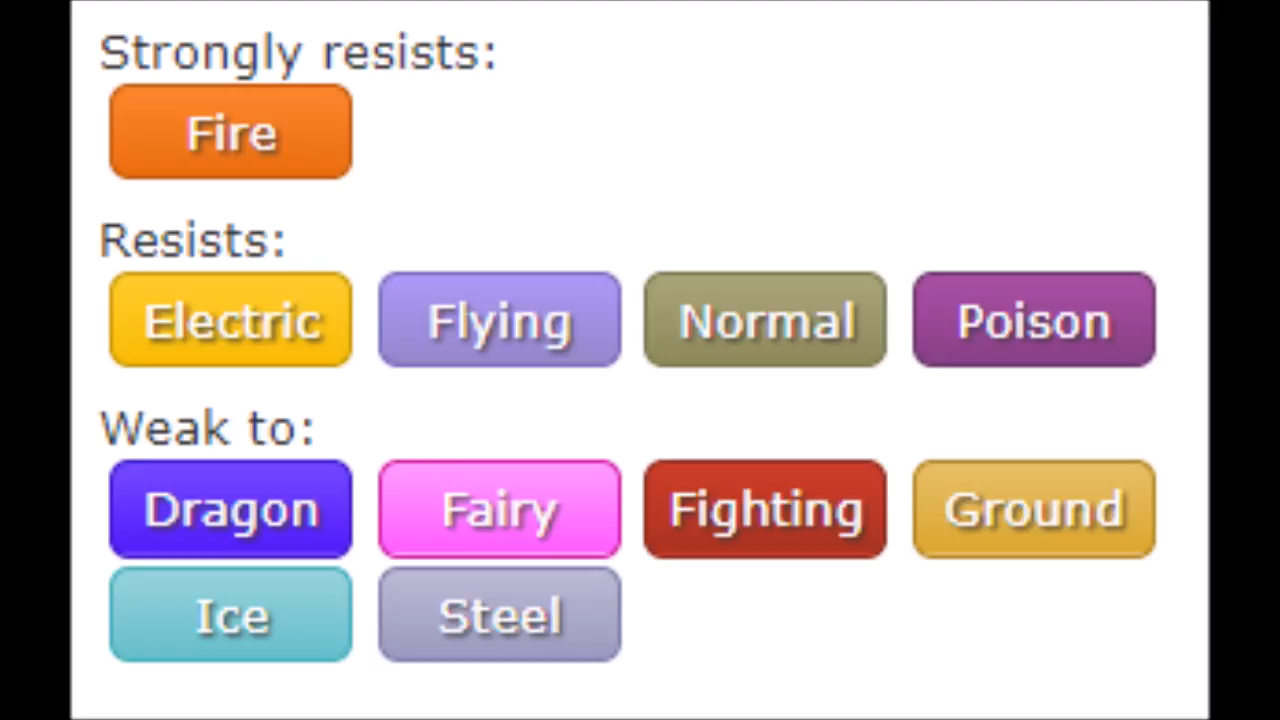 Strongly resists:
Fire
Resists:
Electric Flying Normal Poison
Weak to:
Dragon Fairy Fighting Ground
Ice Steel